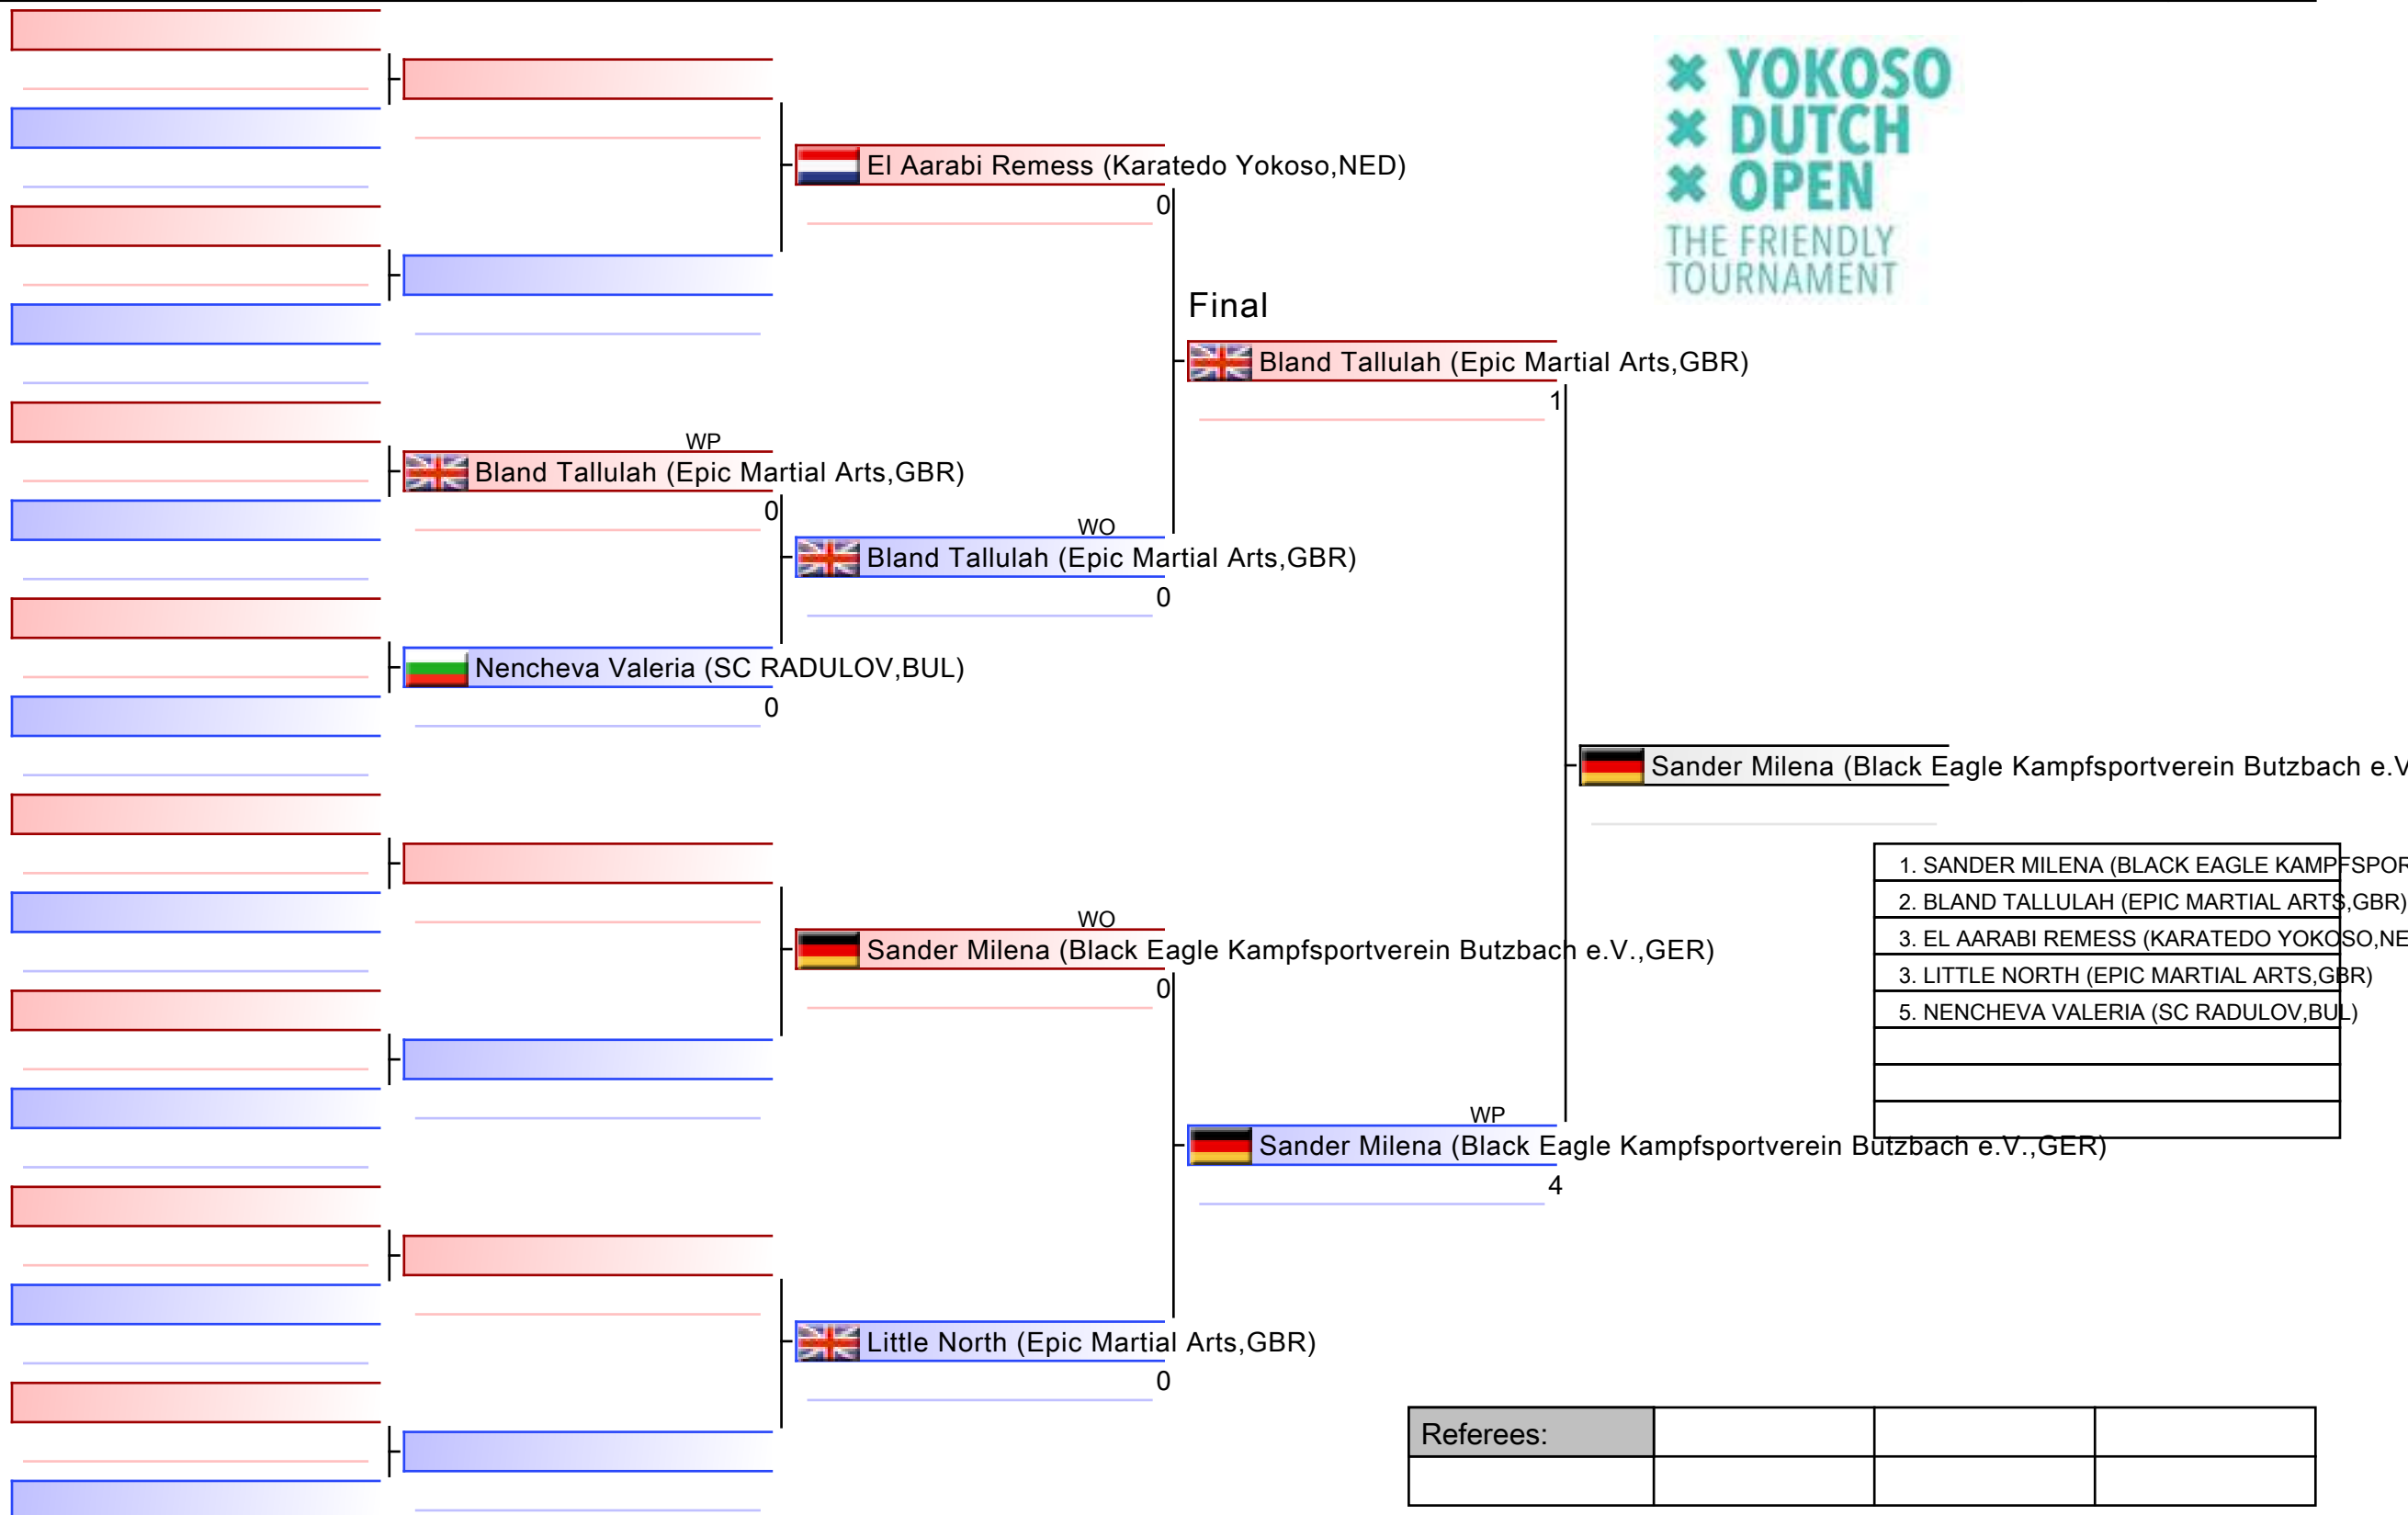 YOKOSO
DUTCH
OPEN
THE FRIENDLY
TOURNAMENT
El Aarabi Remess (Karatedo Yokoso,NED)
0
Final
Bland Tallulah (Epic Martial Arts,GBR)
1
WP
Bland Tallulah (Epic Martial Arts,GBR)
0
WO
Bland Tallulah (Epic Martial Arts,GBR)
0
Nencheva Valeria (SC RADULOV,BUL)
0
Sander Milena (Black Eagle Kampfsportverein Butzbach e.V
1. SANDER MILENA (BLACK EAGLE KAMPFSPOR
2. BLAND TALLULAH (EPIC MARTIAL ARTS,GBR)
3. EL AARABI REMESS (KARATEDO YOKOSO,NE
3. LITTLE NORTH (EPIC MARTIAL ARTS,GBR)
5. NENCHEVA VALERIA (SC RADULOV,BUL)
WO
Sander Milena (Black Eagle Kampfsportverein Butzbach e.V.,GER)
0
WP
Sander Milena (Black Eagle Kampfsportverein Butzbach e.V.,GER)
4
Little North (Epic Martial Arts,GBR)
0
Referees: